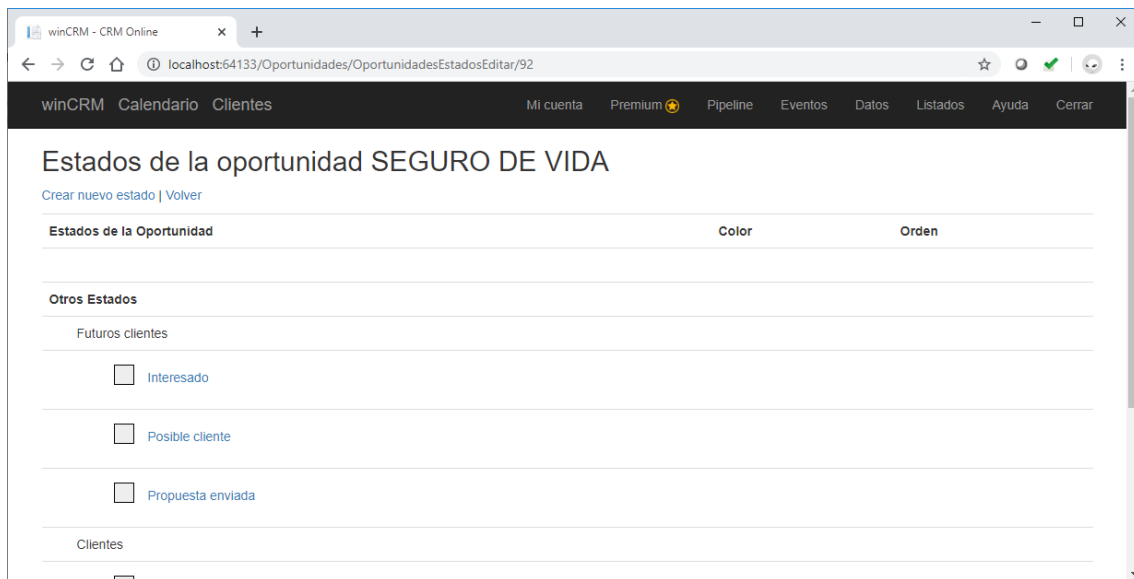 winCRM - CRM Online
localhost:64133/Oportunidades/OportunidadesEstadosEditar/92
winCRM Calendario Clientes Mi cuenta Premium Pipeline Eventos Datos Listados Ayuda Cerrar
Estados de la oportunidad SEGURO DE VIDA
Crear nuevo estado | Volver
Estados de la Oportunidad Color Orden
Otros Estados
Futuros clientes
Interesado
Posible cliente
Propuesta enviada
Clientes